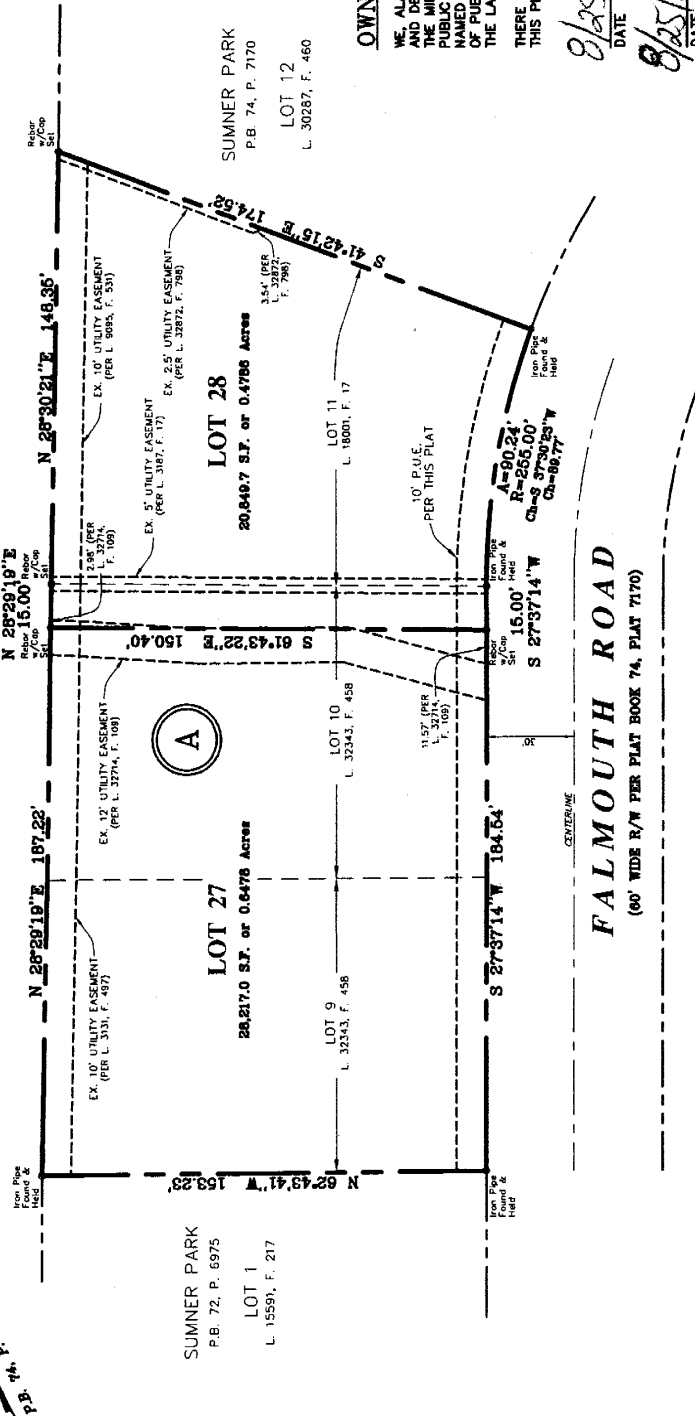 P.B. 74, P.
N 28°29'19"E 187.22'
N 28°29'19"E
15.00'
N 28°30'21"E 148.35'
Iron Pipe
Found &
Held
Rebar
w/Cap
Set
Rebar
w/Cap
Set
Rebar
w/Cap
Set
EX. 10' UTILITY EASEMENT
(PER L. 3131, F. 497)
EX. 12' UTILITY EASEMENT
(PER L. 32714, F. 109)
2.98' (PER
L. 32714,
F. 109)
EX. 10' UTILITY EASEMENT
(PER L. 9095, F. 531)
EX. 5' UTILITY EASEMENT
(PER L. 3187, F. 17)
EX. 2.5' UTILITY EASEMENT
(PER L. 32872, F. 798)
3.54' (PER
L. 32872,
F. 798)
SUMNER PARK
P.B. 72, P. 6975
LOT 1
L. 15591, F. 217
N 62°43'41"W 153.23'
LOT 27
28,217.0 S.F. or 0.6478 Acres
A
S 61°43'22"E 150.40'
LOT 28
20,849.7 S.F. or 0.4786 Acres
S 41°42'15"E 174.52'
SUMNER PARK
P.B. 74, P. 7170
LOT 12
L. 30287, F. 460
LOT 9
L. 32343, F. 458
LOT 10
L. 32343, F. 458
LOT 11
L. 18001, F. 17
11.57' (PER
L. 32714,
F. 109)
10' P.U.E.
PER THIS PLAT
Iron Pipe
Found &
Held
S 27°37'14"W 184.54'
Rebar
w/Cap
Set
15.00'
S 27°37'14"W
Iron Pipe
Found &
Held
A=90.24'
R=255.00'
Ch=S 37°30'23"W
Ch=89.77'
Iron Pipe
Found &
Held
30'
CENTERLINE
FALMOUTH ROAD
(60' WIDE R/W PER PLAT BOOK 74, PLAT 7170)
OWN
WE, AL
AND DE
THE MI
PUBLIC
NAMED
OF PUB
THE LA
THERE
THIS P
8/25
DATE
8/25/
DATE